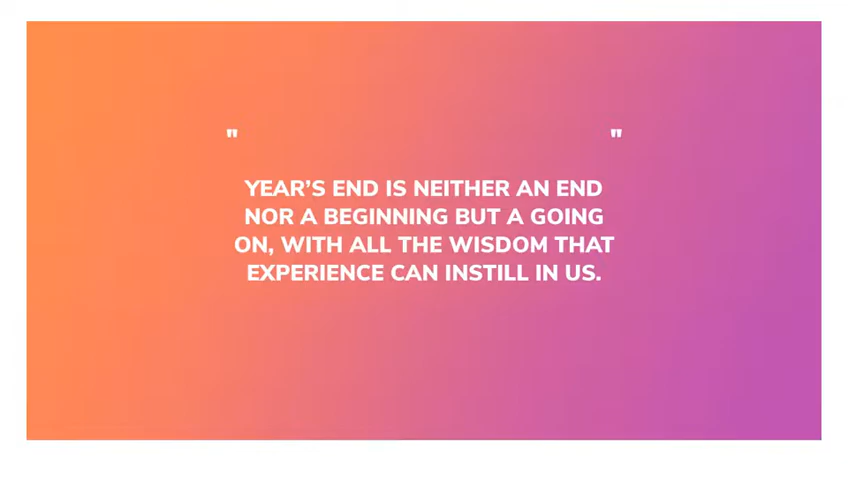 " "
YEAR’S END IS NEITHER AN END
NOR A BEGINNING BUT A GOING
ON, WITH ALL THE WISDOM THAT
EXPERIENCE CAN INSTILL IN US.